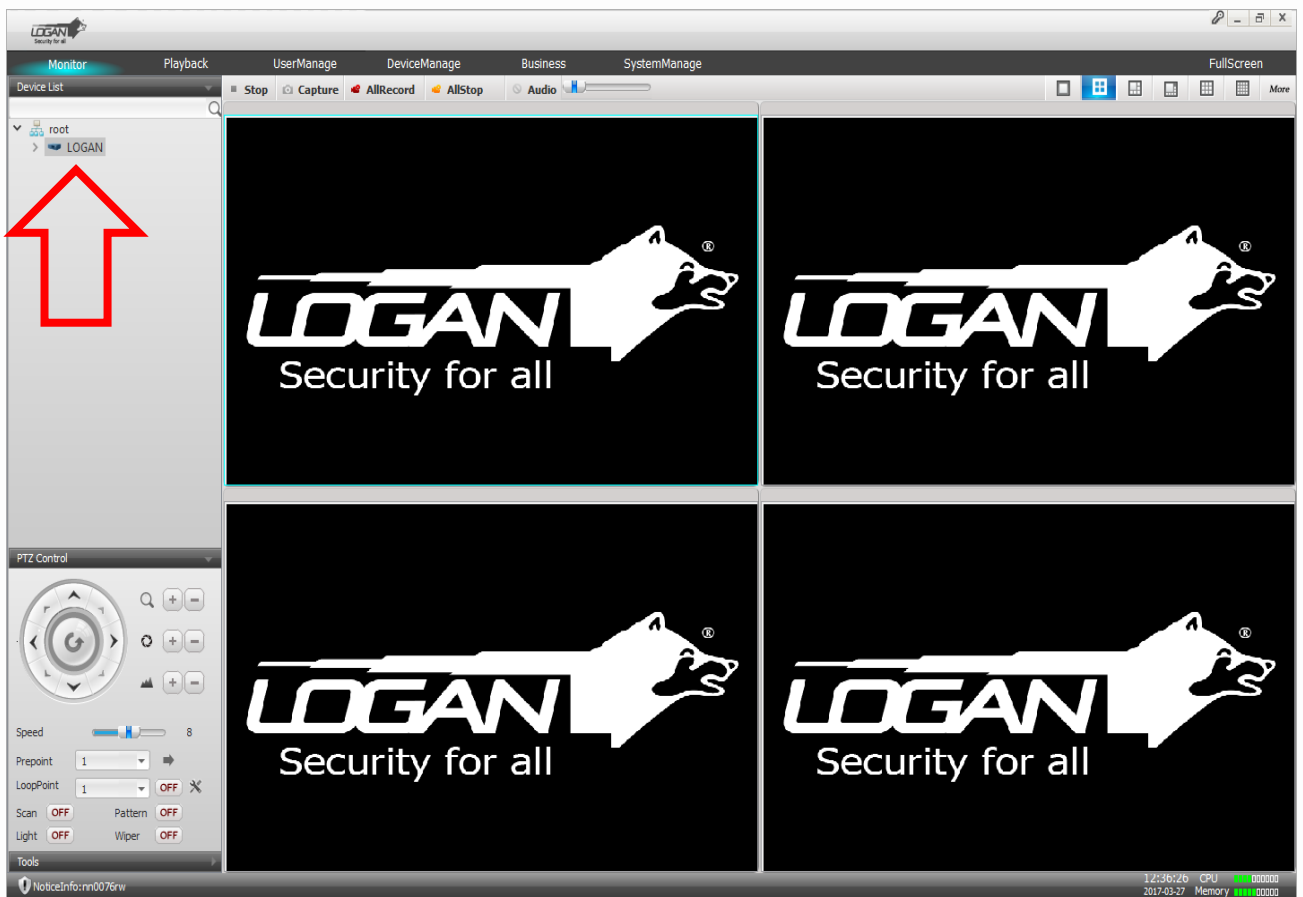 LOGAN
Security for all
Monitor Playback UserManage DeviceManage Business SystemManage FullScreen
Device List
Stop Capture AllRecord AllStop Audio More
root
LOGAN
LOGAN ®
Security for all
LOGAN ®
Security for all
LOGAN ®
Security for all
LOGAN ®
Security for all
PTZ Control
Speed 8
Prepoint 1
LoopPoint 1 OFF
Scan OFF Pattern OFF
Light OFF Wiper OFF
Tools
NoticeInfo:nn0076rw
12:36:26 CPU
2017-03-27 Memory